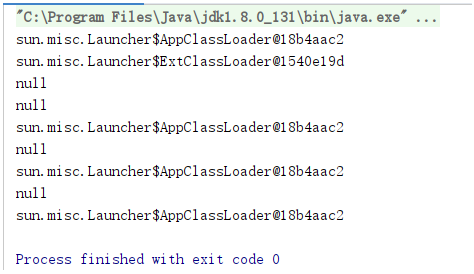 "C:\Program Files\Java\jdk1.8.0_131\bin\java.exe" ...
sun.misc.Launcher$AppClassLoader@18b4aac2
sun.misc.Launcher$ExtClassLoader@1540e19d
null
null
sun.misc.Launcher$AppClassLoader@18b4aac2
null
sun.misc.Launcher$AppClassLoader@18b4aac2
null
sun.misc.Launcher$AppClassLoader@18b4aac2
Process finished with exit code 0